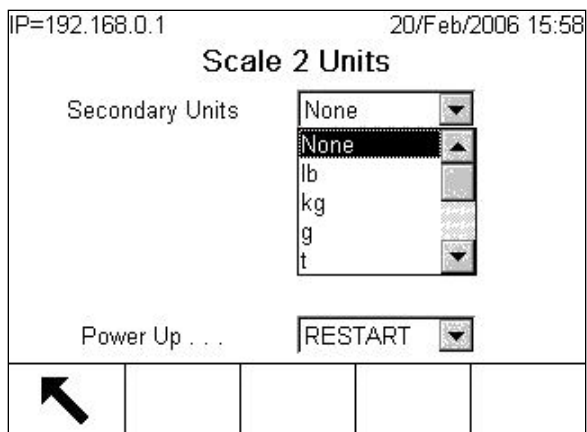 IP=192.168.0.1 20/Feb/2006 15:58
Scale 2 Units
Secondary Units None
None
lb
kg
g
t
Power Up . . . RESTART